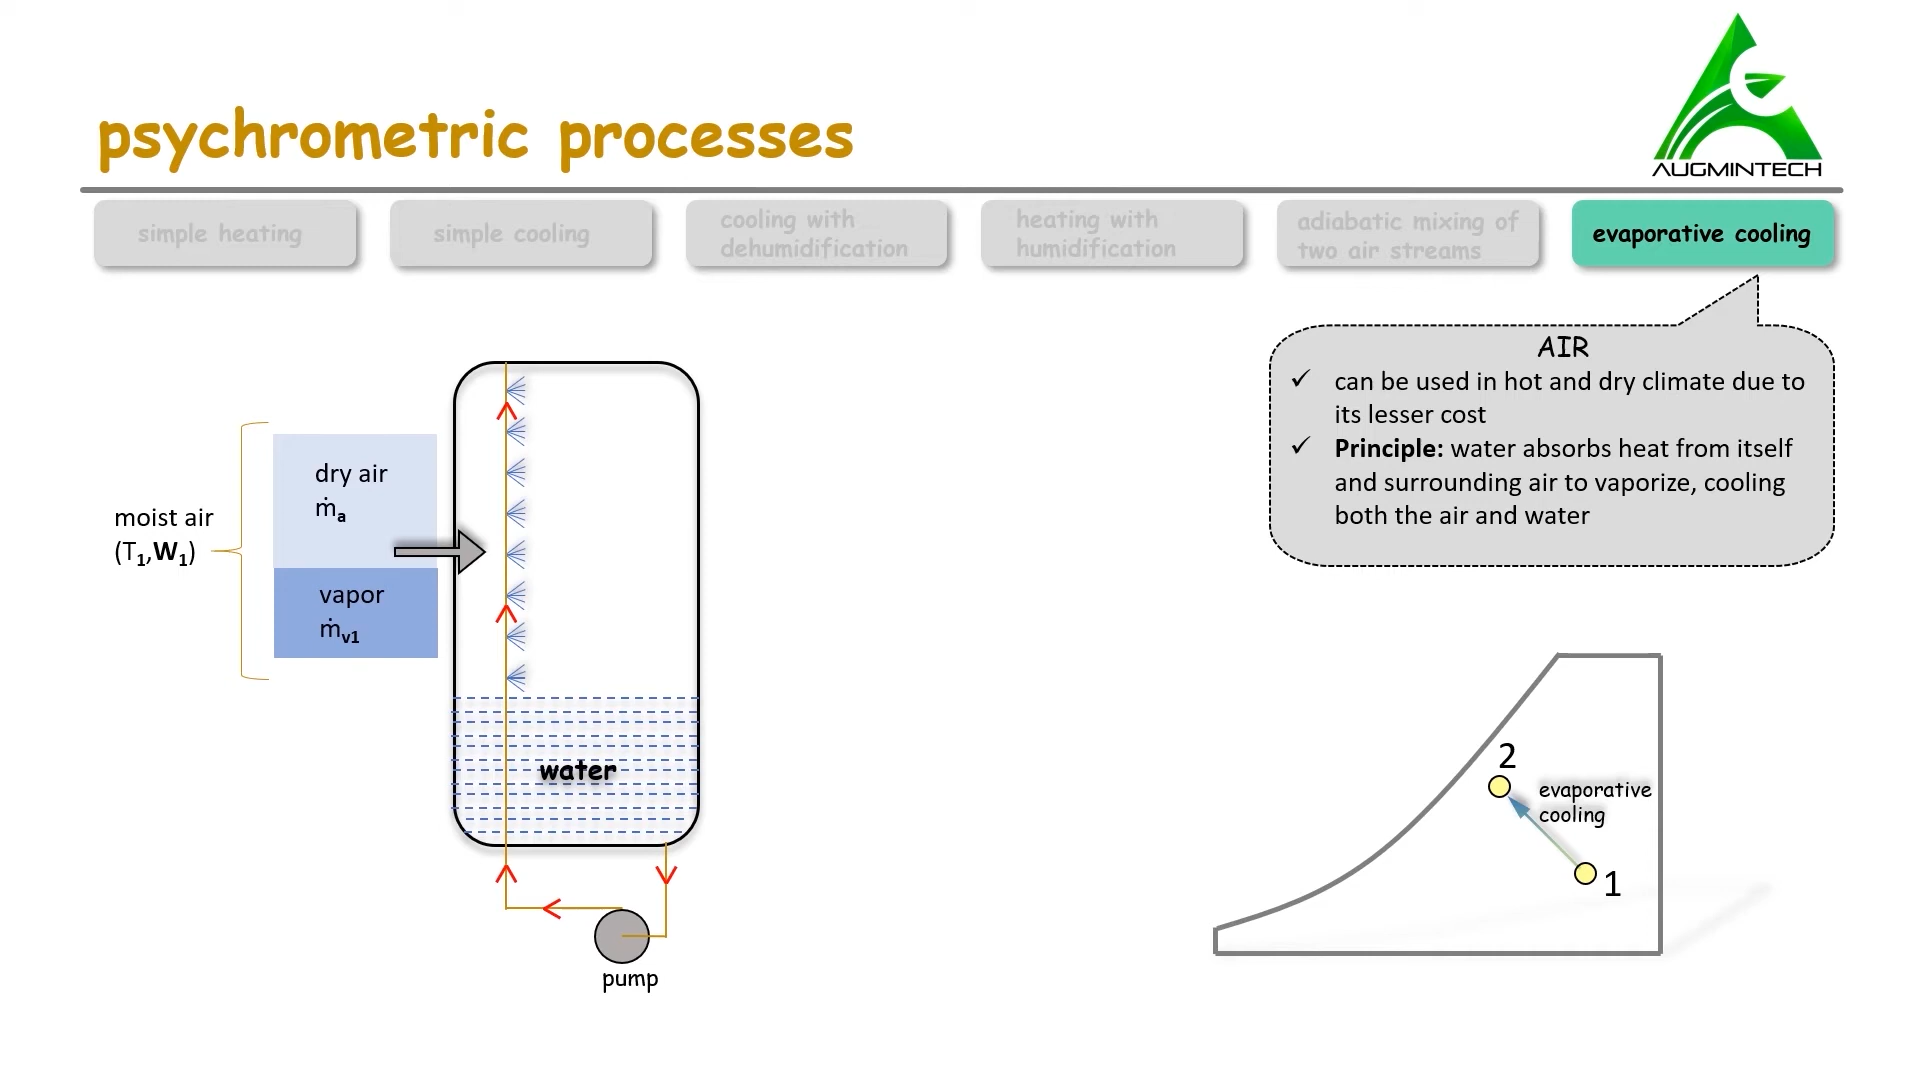 AUGMINTECH
psychrometric processes
simple heating
simple cooling
cooling with
dehumidification
heating with
humidification
adiabatic mixing of
two air streams
evaporative cooling
AIR
✓ can be used in hot and dry climate due to
its lesser cost
✓ Principle: water absorbs heat from itself
and surrounding air to vaporize, cooling
both the air and water
moist air
(T₁,W₁)
dry air
ṁₐ
vapor
ṁᵥ₁
water
pump
2
evaporative
cooling
1